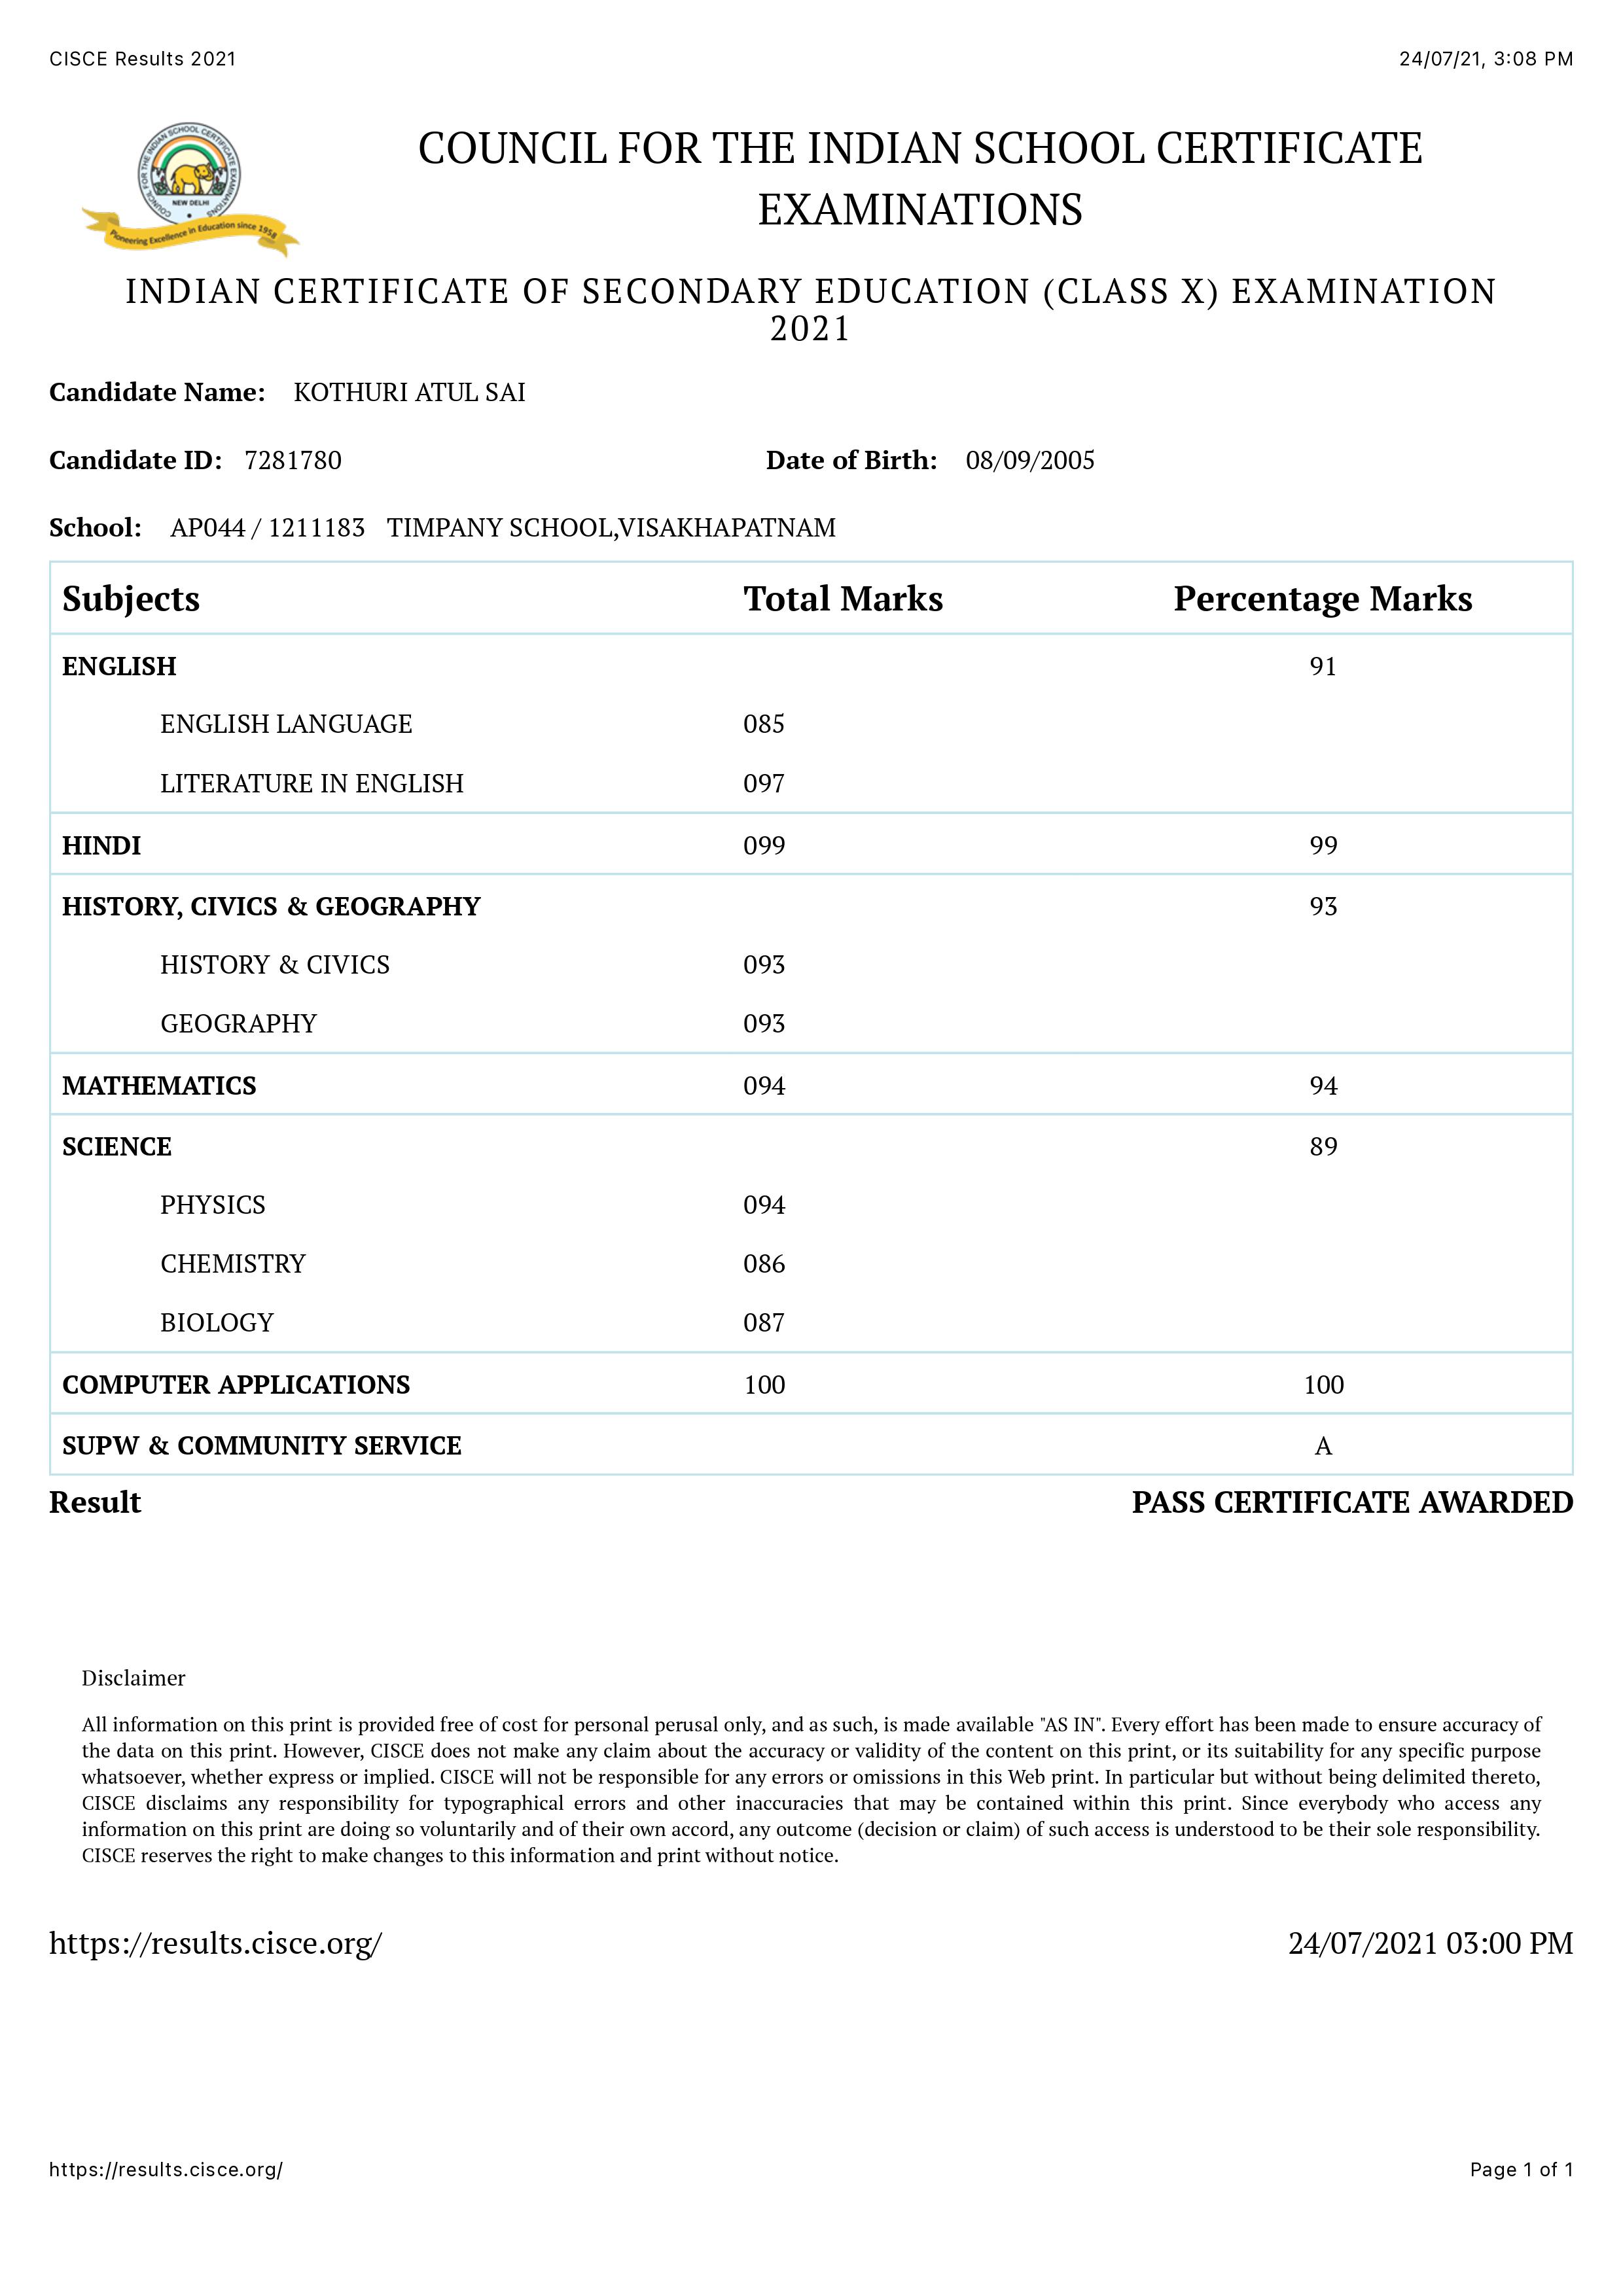 CISCE Results 2021 24/07/21, 3:08 PM
COUNCIL FOR THE INDIAN SCHOOL CERTIFICATE EXAMINATIONS
NEW DELHI
Pioneering Excellence in Education since 1958
COUNCIL FOR THE INDIAN SCHOOL CERTIFICATE
EXAMINATIONS
INDIAN CERTIFICATE OF SECONDARY EDUCATION (CLASS X) EXAMINATION
2021
Candidate Name: KOTHURI ATUL SAI
Candidate ID: 7281780 Date of Birth: 08/09/2005
School: AP044 / 1211183 TIMPANY SCHOOL,VISAKHAPATNAM
Subjects Total Marks Percentage Marks
ENGLISH 91
ENGLISH LANGUAGE 085
LITERATURE IN ENGLISH 097
HINDI 099 99
HISTORY, CIVICS & GEOGRAPHY 93
HISTORY & CIVICS 093
GEOGRAPHY 093
MATHEMATICS 094 94
SCIENCE 89
PHYSICS 094
CHEMISTRY 086
BIOLOGY 087
COMPUTER APPLICATIONS 100 100
SUPW & COMMUNITY SERVICE A
Result PASS CERTIFICATE AWARDED
Disclaimer
All information on this print is provided free of cost for personal perusal only, and as such, is made available "AS IN". Every effort has been made to ensure accuracy of
the data on this print. However, CISCE does not make any claim about the accuracy or validity of the content on this print, or its suitability for any specific purpose
whatsoever, whether express or implied. CISCE will not be responsible for any errors or omissions in this Web print. In particular but without being delimited thereto,
CISCE disclaims any responsibility for typographical errors and other inaccuracies that may be contained within this print. Since everybody who access any
information on this print are doing so voluntarily and of their own accord, any outcome (decision or claim) of such access is understood to be their sole responsibility.
CISCE reserves the right to make changes to this information and print without notice.
https://results.cisce.org/ 24/07/2021 03:00 PM
https://results.cisce.org/ Page 1 of 1